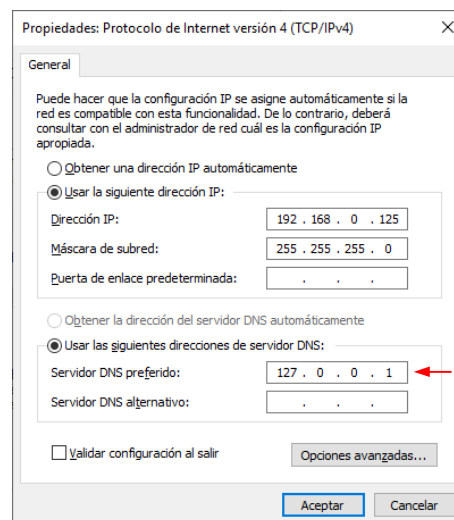 Propiedades: Protocolo de Internet versión 4 (TCP/IPv4)
General
Puede hacer que la configuración IP se asigne automáticamente si la
red es compatible con esta funcionalidad. De lo contrario, deberá
consultar con el administrador de red cuál es la configuración IP
apropiada.
Obtener una dirección IP automáticamente
Usar la siguiente dirección IP:
Dirección IP: 192 . 168 . 0 . 125
Máscara de subred: 255 . 255 . 255 . 0
Puerta de enlace predeterminada: . . .
Obtener la dirección del servidor DNS automáticamente
Usar las siguientes direcciones de servidor DNS:
Servidor DNS preferido: 127 . 0 . 0 . 1
Servidor DNS alternativo: . . .
Validar configuración al salir Opciones avanzadas...
Aceptar Cancelar